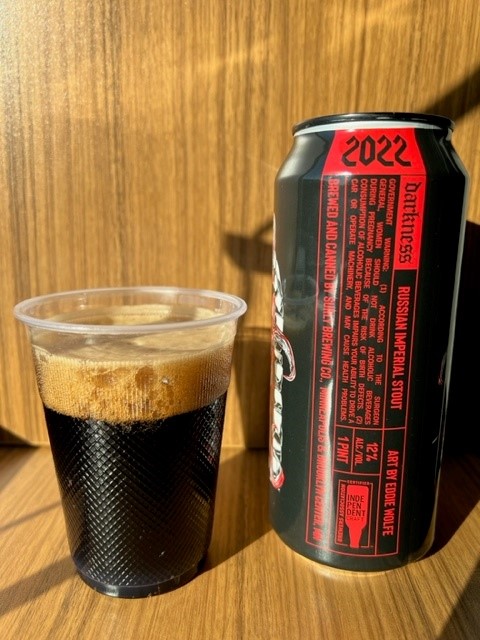 2022
darkness
RUSSIAN IMPERIAL STOUT
ART BY EDDIE WOLFE
GOVERNMENT WARNING: (1) ACCORDING TO THE SURGEON
GENERAL, WOMEN SHOULD NOT DRINK ALCOHOLIC BEVERAGES
DURING PREGNANCY BECAUSE OF THE RISK OF BIRTH DEFECTS. (2)
CONSUMPTION OF ALCOHOLIC BEVERAGES IMPAIRS YOUR ABILITY TO DRIVE A
CAR OR OPERATE MACHINERY, AND MAY CAUSE HEALTH PROBLEMS.
12%
ALC/VOL
1 PINT
BREWED AND CANNED BY SURLY BREWING CO.,
CERTIFIED
INDE
PEN
DENT
CRAFT